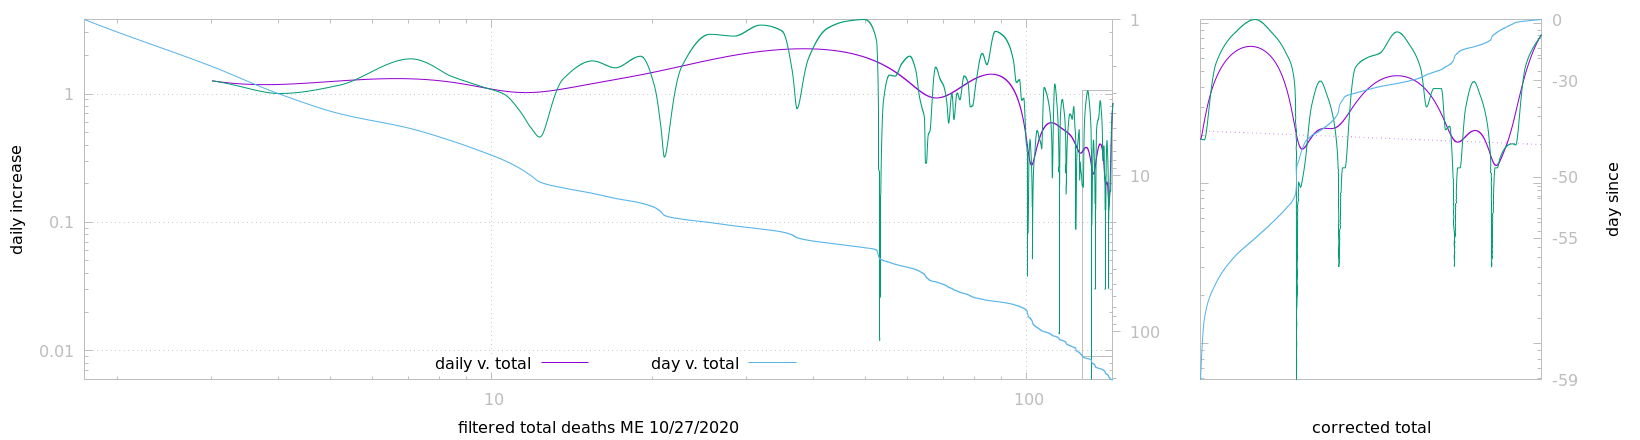 daily increase
1
0.1
0.01
10
100
filtered total deaths ME 10/27/2020
daily v. total
day v. total
1
10
100
0
-30
-50
-55
-59
day since
corrected total